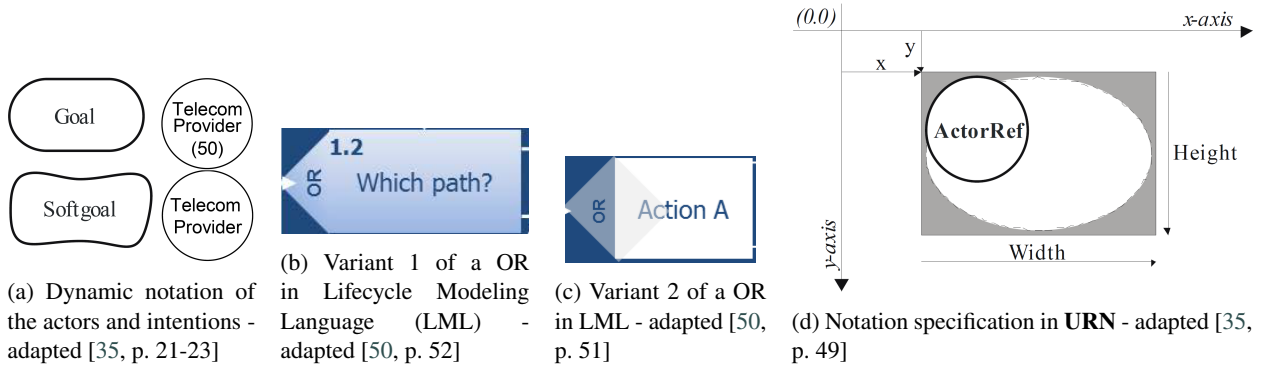 Goal
Softgoal
Telecom
Provider
(50)
Telecom
Provider
(a) Dynamic notation of
the actors and intentions -
adapted [35, p. 21-23]
1.2
OR
Which path?
(b) Variant 1 of a OR
in Lifecycle Modeling
Language (LML) -
adapted [50, p. 52]
OR
Action A
(c) Variant 2 of a OR
in LML - adapted [50,
p. 51]
(0.0)
x-axis
y
x
ActorRef
Height
Width
y-axis
(d) Notation specification in URN - adapted [35,
p. 49]